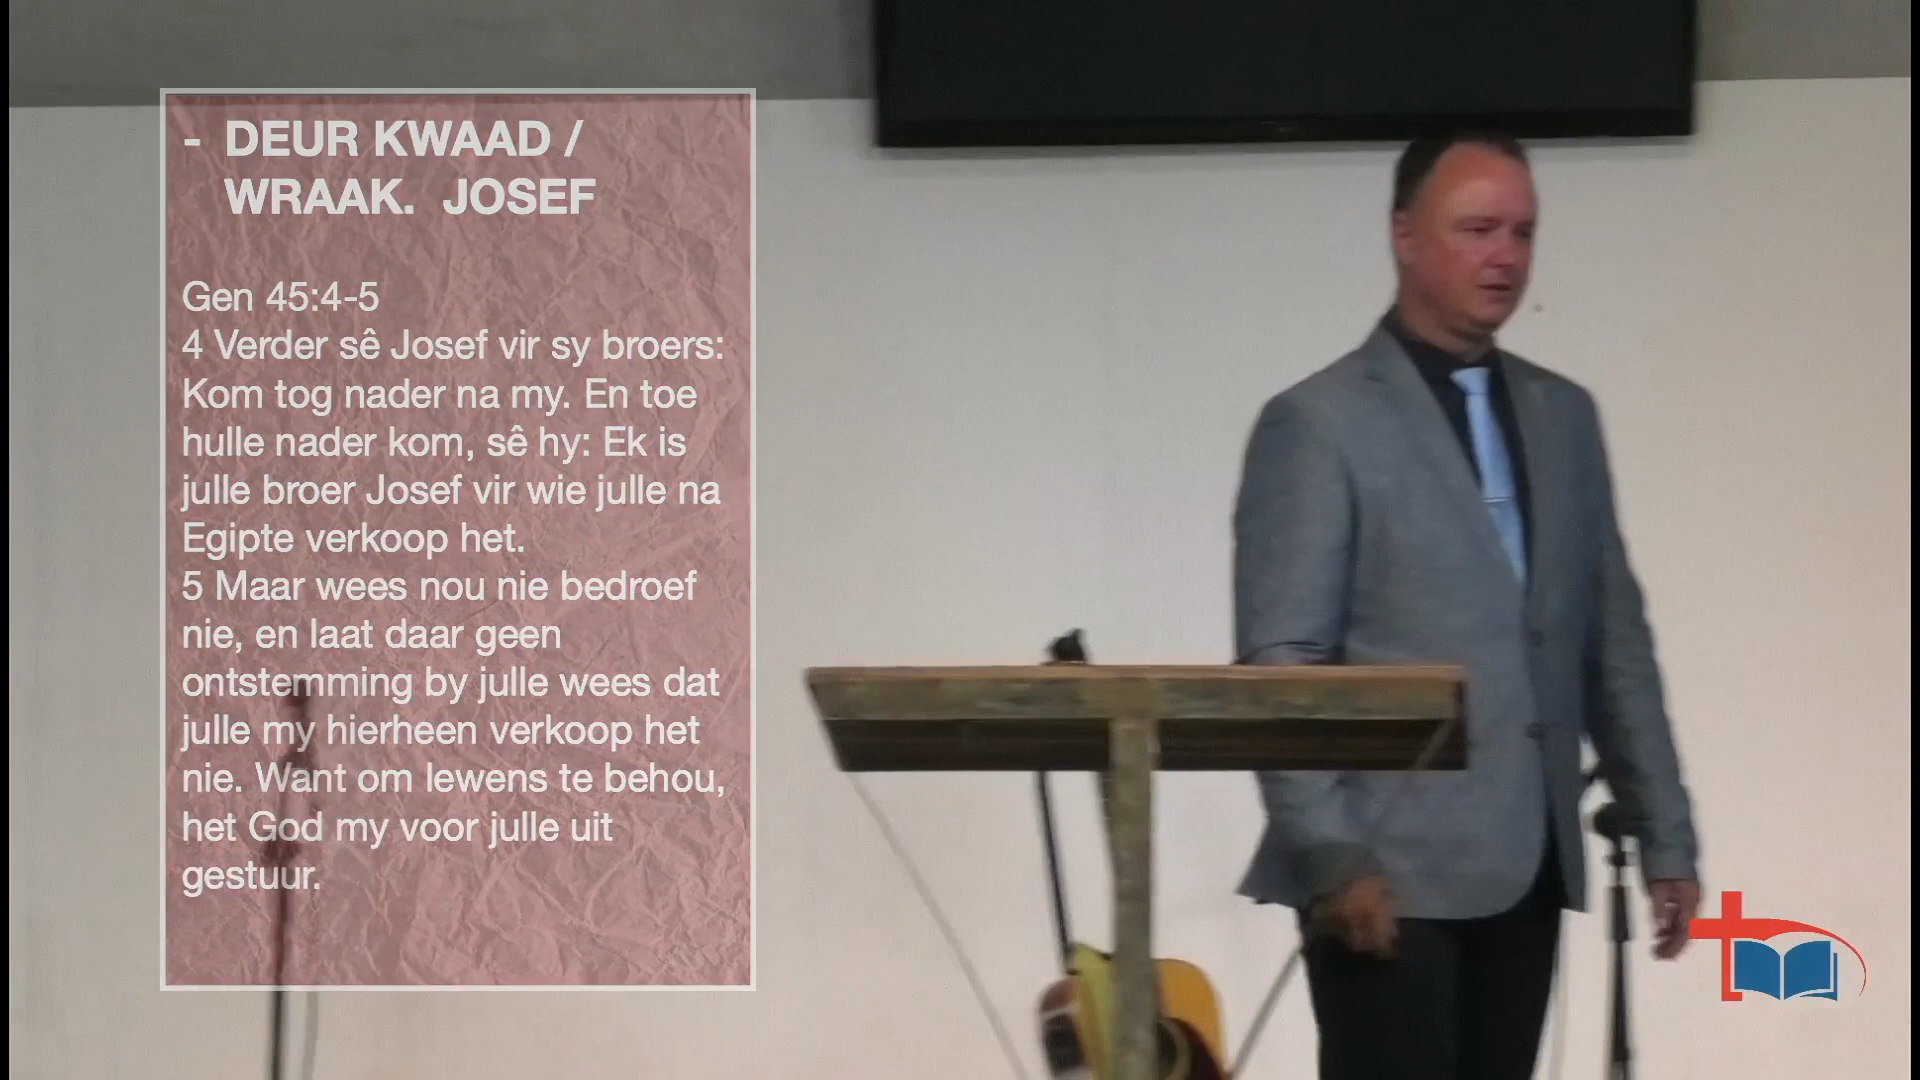 - DEUR KWAAD /
WRAAK. JOSEF
Gen 45:4-5
4 Verder sê Josef vir sy broers:
Kom tog nader na my. En toe
hulle nader kom, sê hy: Ek is
julle broer Josef vir wie julle na
Egipte verkoop het.
5 Maar wees nou nie bedroef
nie, en laat daar geen
ontstemming by julle wees dat
julle my hierheen verkoop het
nie. Want om lewens te behou,
het God my voor julle uit
gestuur.